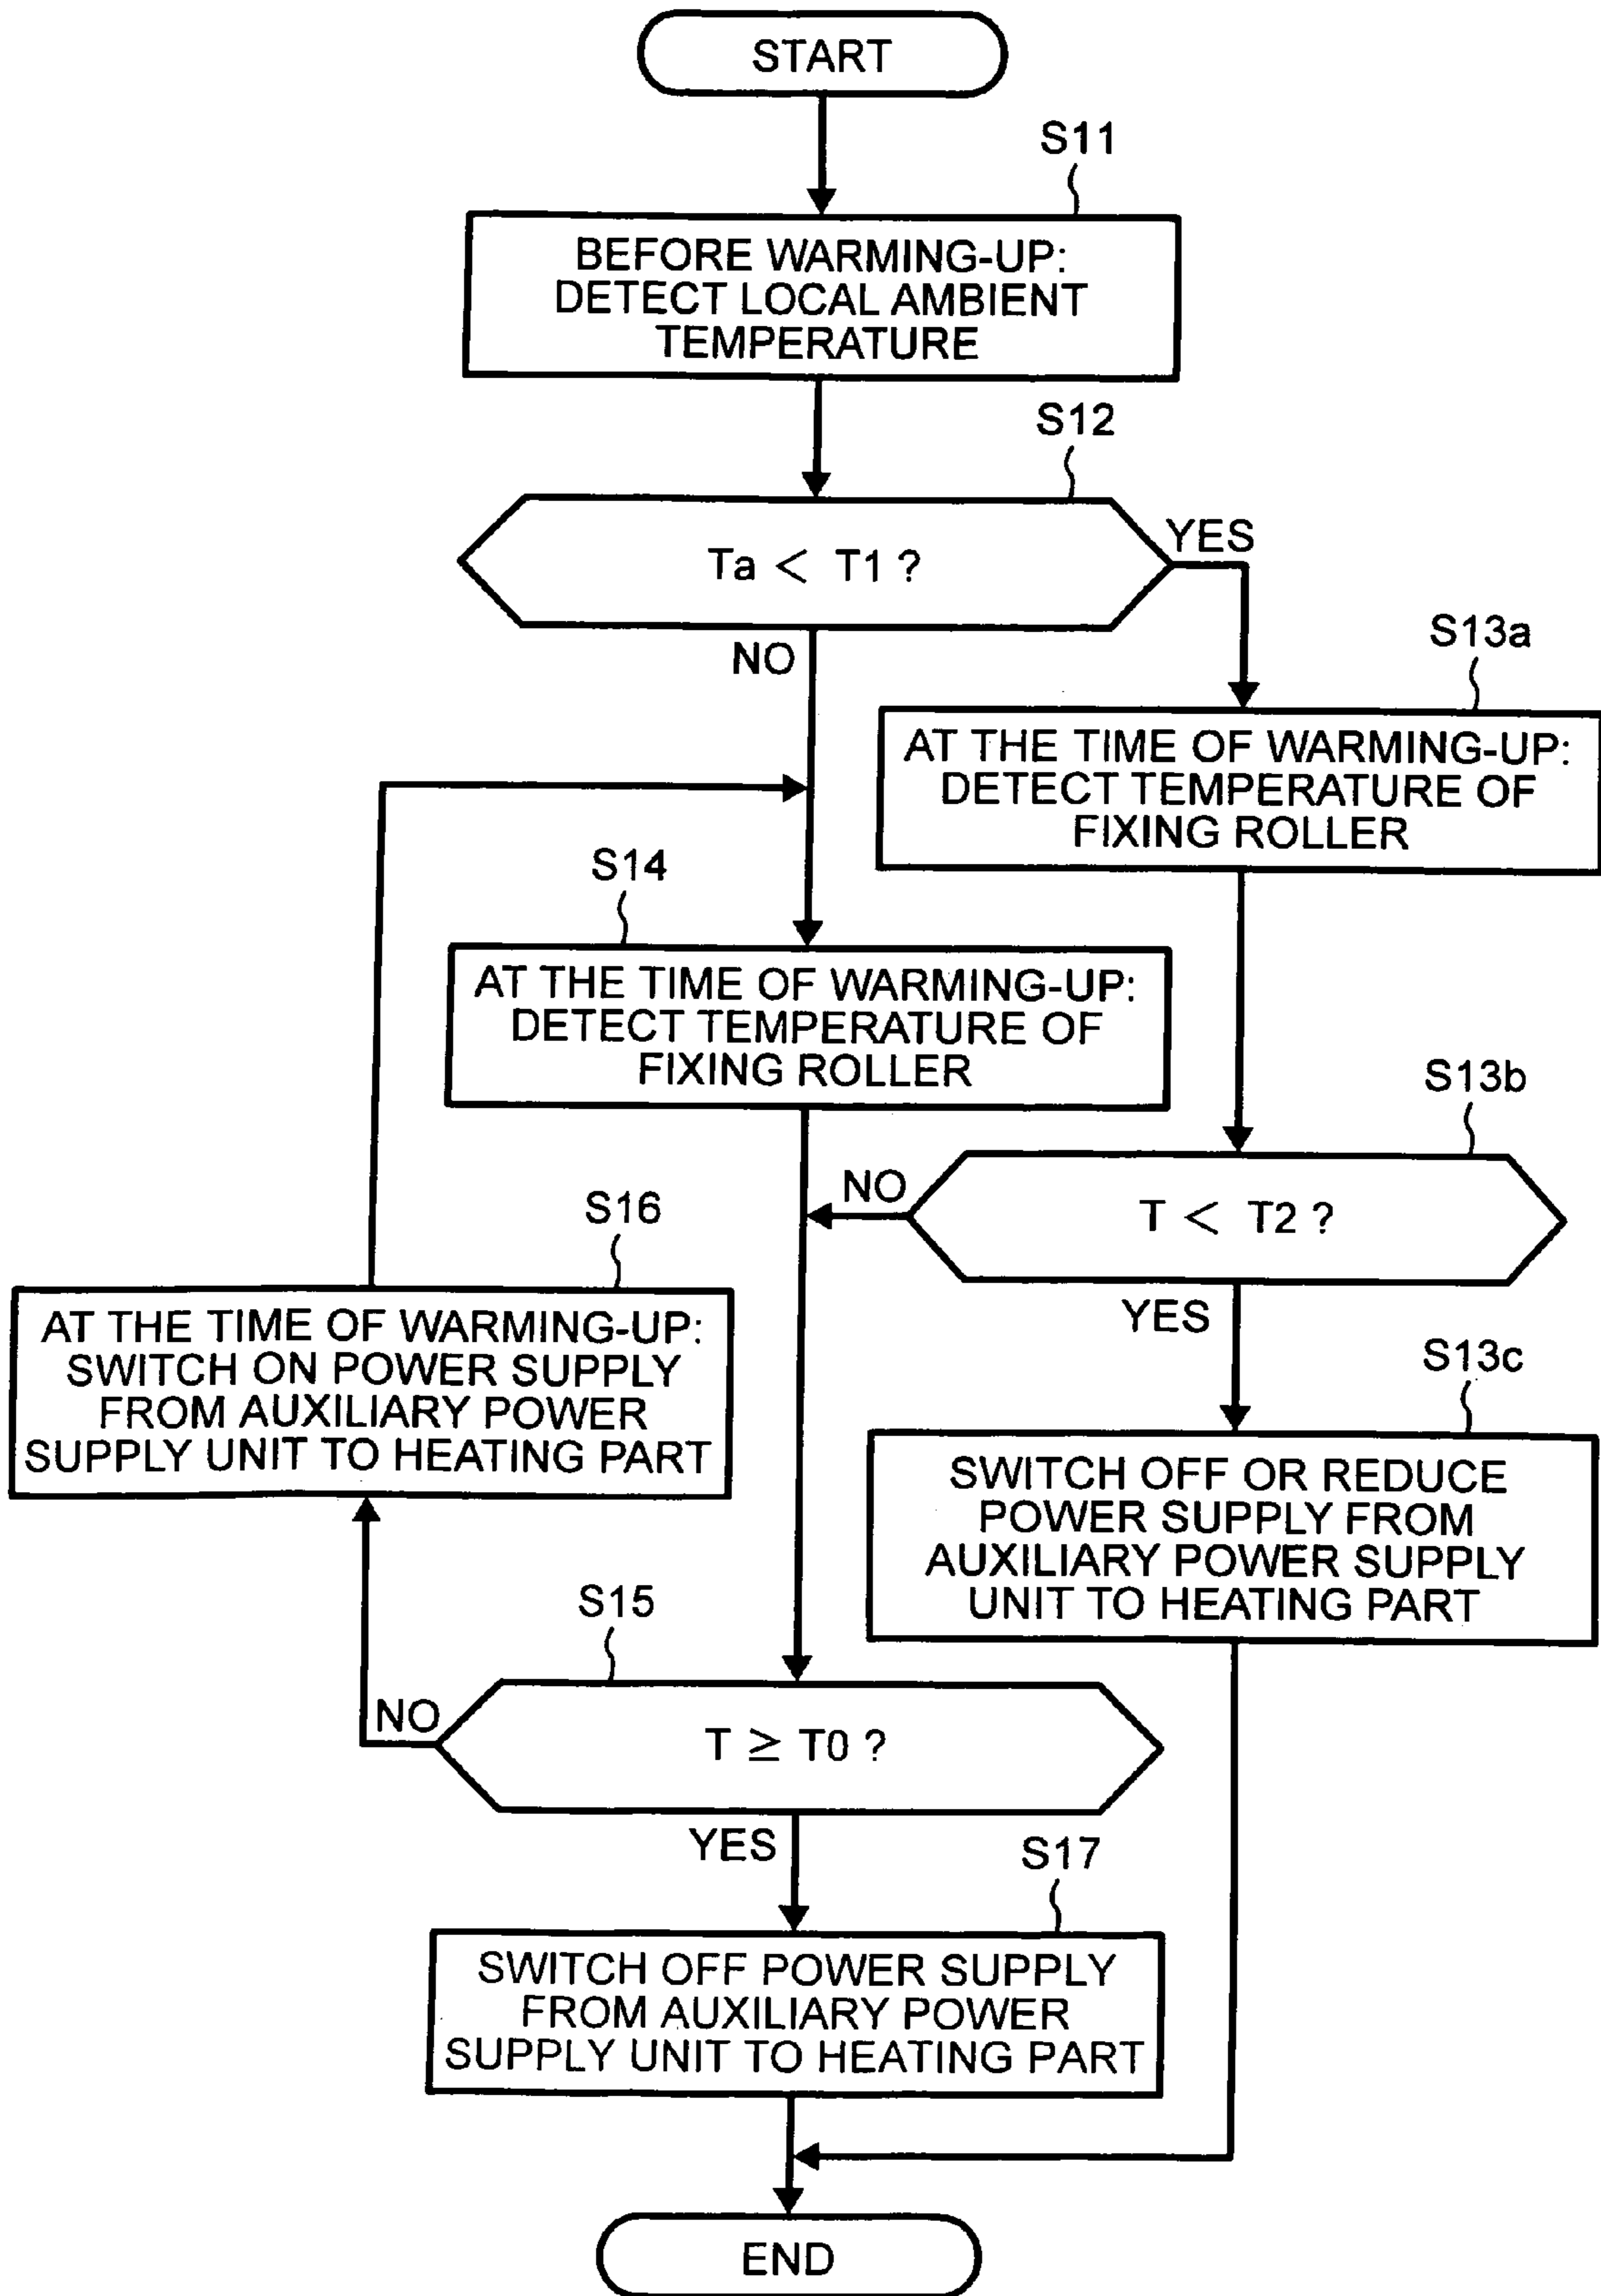 START
S11
BEFORE WARMING-UP:
DETECT LOCAL AMBIENT
TEMPERATURE
S12
Ta < T1 ?
YES
NO
S13a
AT THE TIME OF WARMING-UP:
DETECT TEMPERATURE OF
FIXING ROLLER
S14
AT THE TIME OF WARMING-UP:
DETECT TEMPERATURE OF
FIXING ROLLER
S13b
T < T2 ?
NO
YES
S16
AT THE TIME OF WARMING-UP:
SWITCH ON POWER SUPPLY
FROM AUXILIARY POWER
SUPPLY UNIT TO HEATING PART
S13c
SWITCH OFF OR REDUCE
POWER SUPPLY FROM
AUXILIARY POWER SUPPLY
UNIT TO HEATING PART
S15
T ≥ T0 ?
NO
YES
S17
SWITCH OFF POWER SUPPLY
FROM AUXILIARY POWER
SUPPLY UNIT TO HEATING PART
END